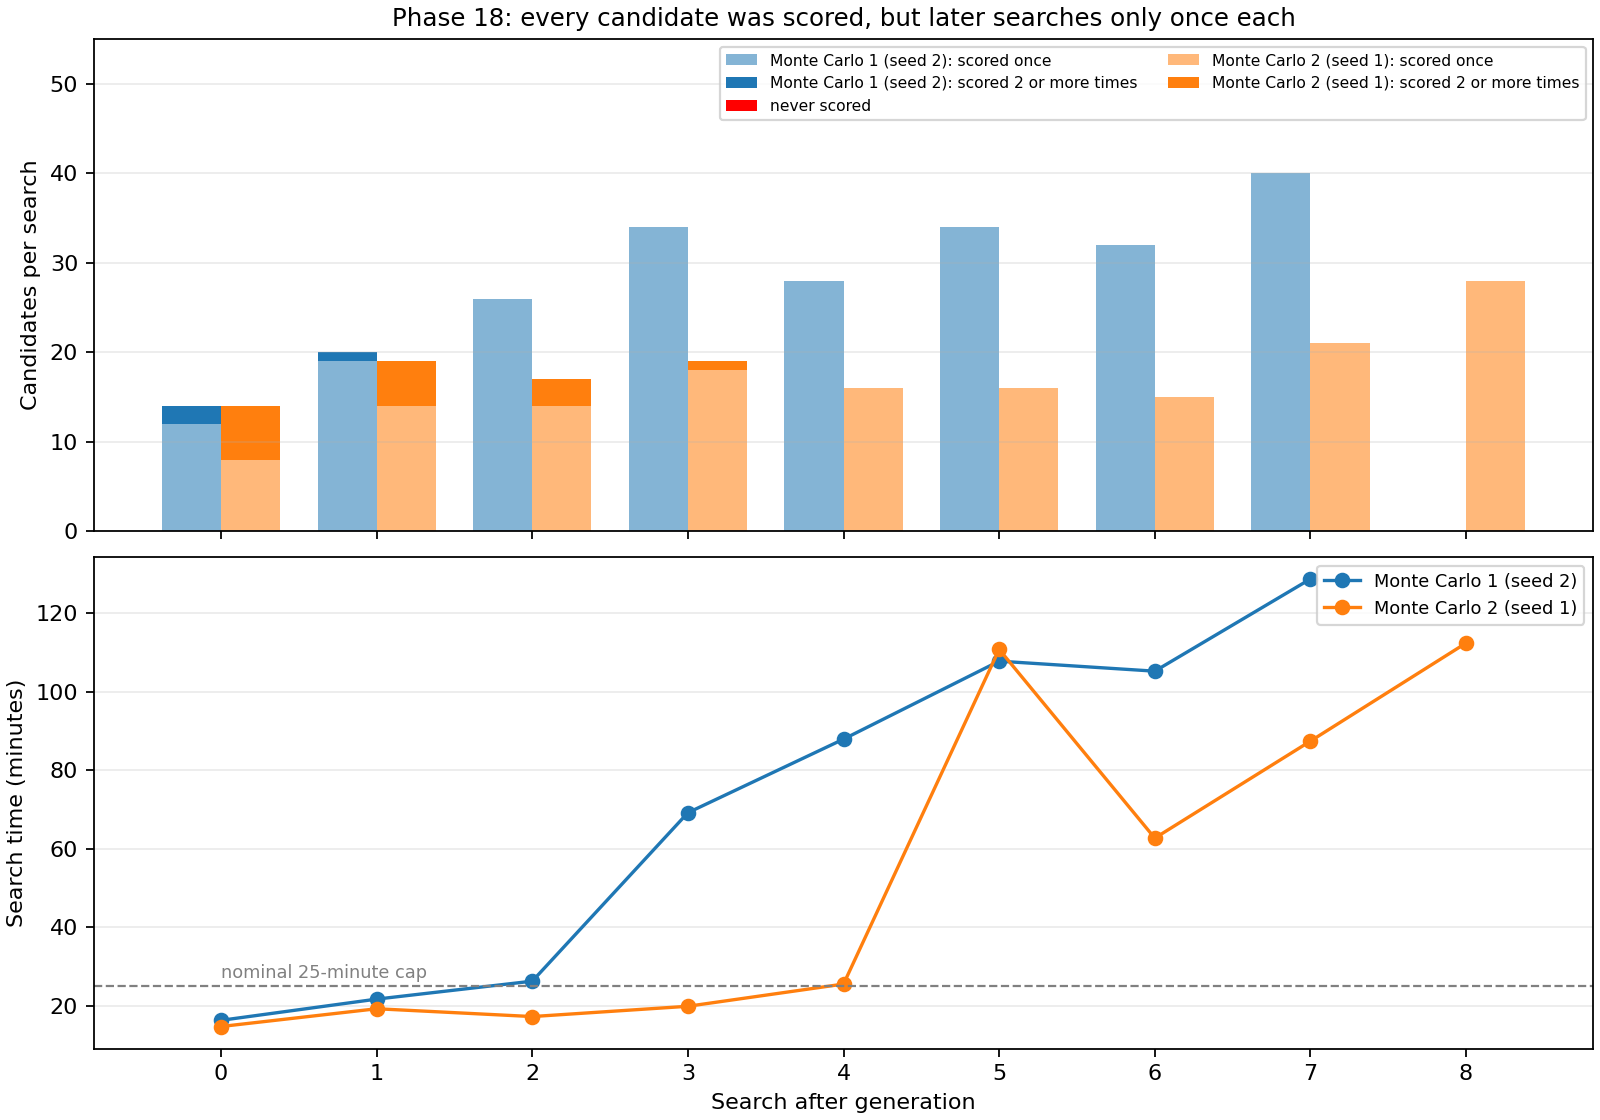 Phase 18: every candidate was scored, but later searches only once each
Monte Carlo 1 (seed 2): scored once
Monte Carlo 1 (seed 2): scored 2 or more times
never scored
Monte Carlo 2 (seed 1): scored once
Monte Carlo 2 (seed 1): scored 2 or more times
Candidates per search
50
40
30
20
10
0
Monte Carlo 1 (seed 2)
Monte Carlo 2 (seed 1)
Search time (minutes)
120
100
80
60
40
20
nominal 25-minute cap
0 1 2 3 4 5 6 7 8
Search after generation